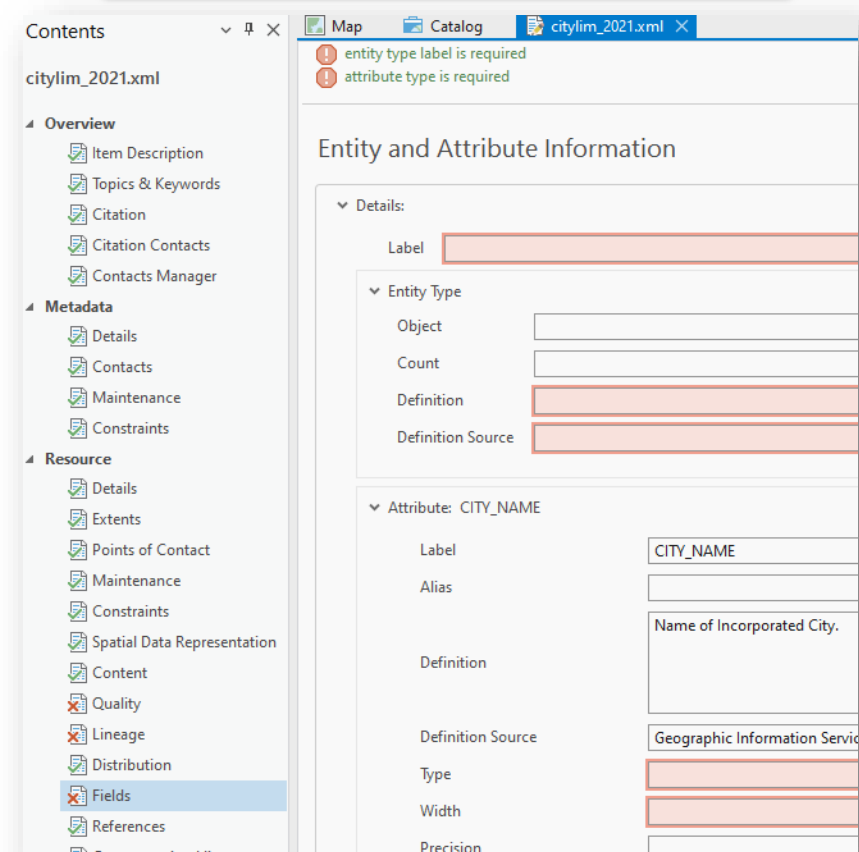 Contents
Map
Catalog
citylim_2021.xml
entity type label is required
attribute type is required
citylim_2021.xml
Overview
Item Description
Topics & Keywords
Citation
Citation Contacts
Contacts Manager
Metadata
Details
Contacts
Maintenance
Constraints
Resource
Details
Extents
Points of Contact
Maintenance
Constraints
Spatial Data Representation
Content
Quality
Lineage
Distribution
Fields
References
Entity and Attribute Information
Details:
Label
Entity Type
Object
Count
Definition
Definition Source
Attribute: CITY_NAME
Label CITY_NAME
Alias
Definition Name of Incorporated City.
Definition Source Geographic Information
Type
Width
Precision